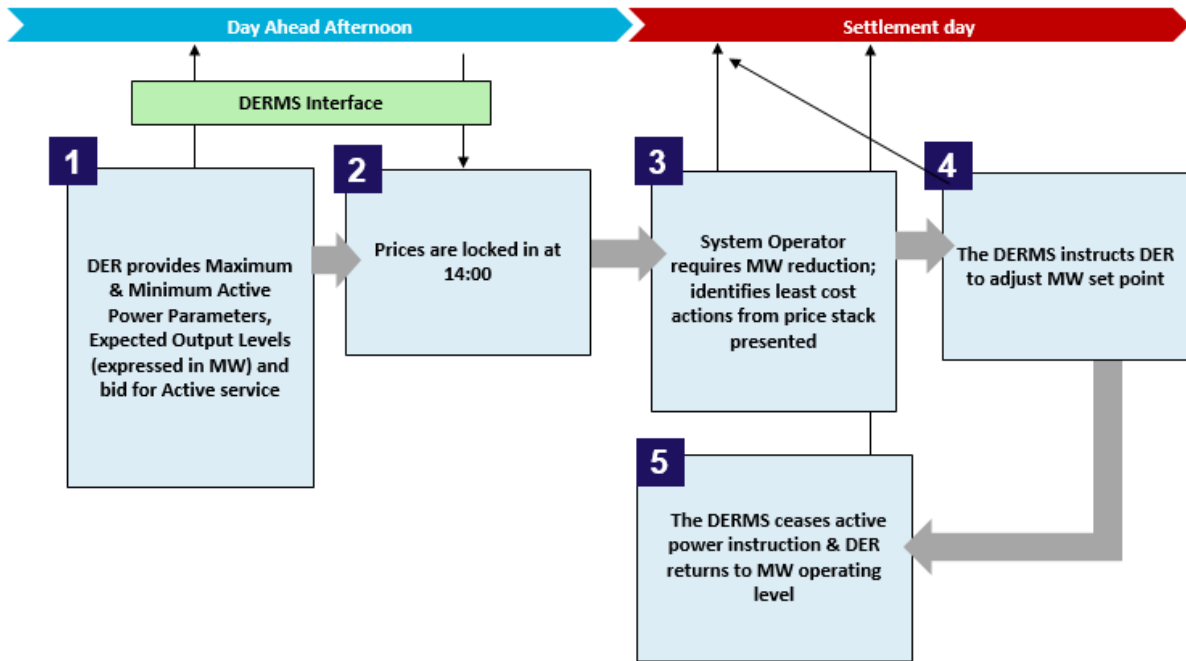 Day Ahead Afternoon
Settlement day
DERMS Interface
1
DER provides Maximum
& Minimum Active
Power Parameters,
Expected Output Levels
(expressed in MW) and
bid for Active service
2
Prices are locked in at
14:00
3
System Operator
requires MW reduction;
identifies least cost
actions from price stack
presented
4
The DERMS instructs DER
to adjust MW set point
5
The DERMS ceases active
power instruction & DER
returns to MW operating
level